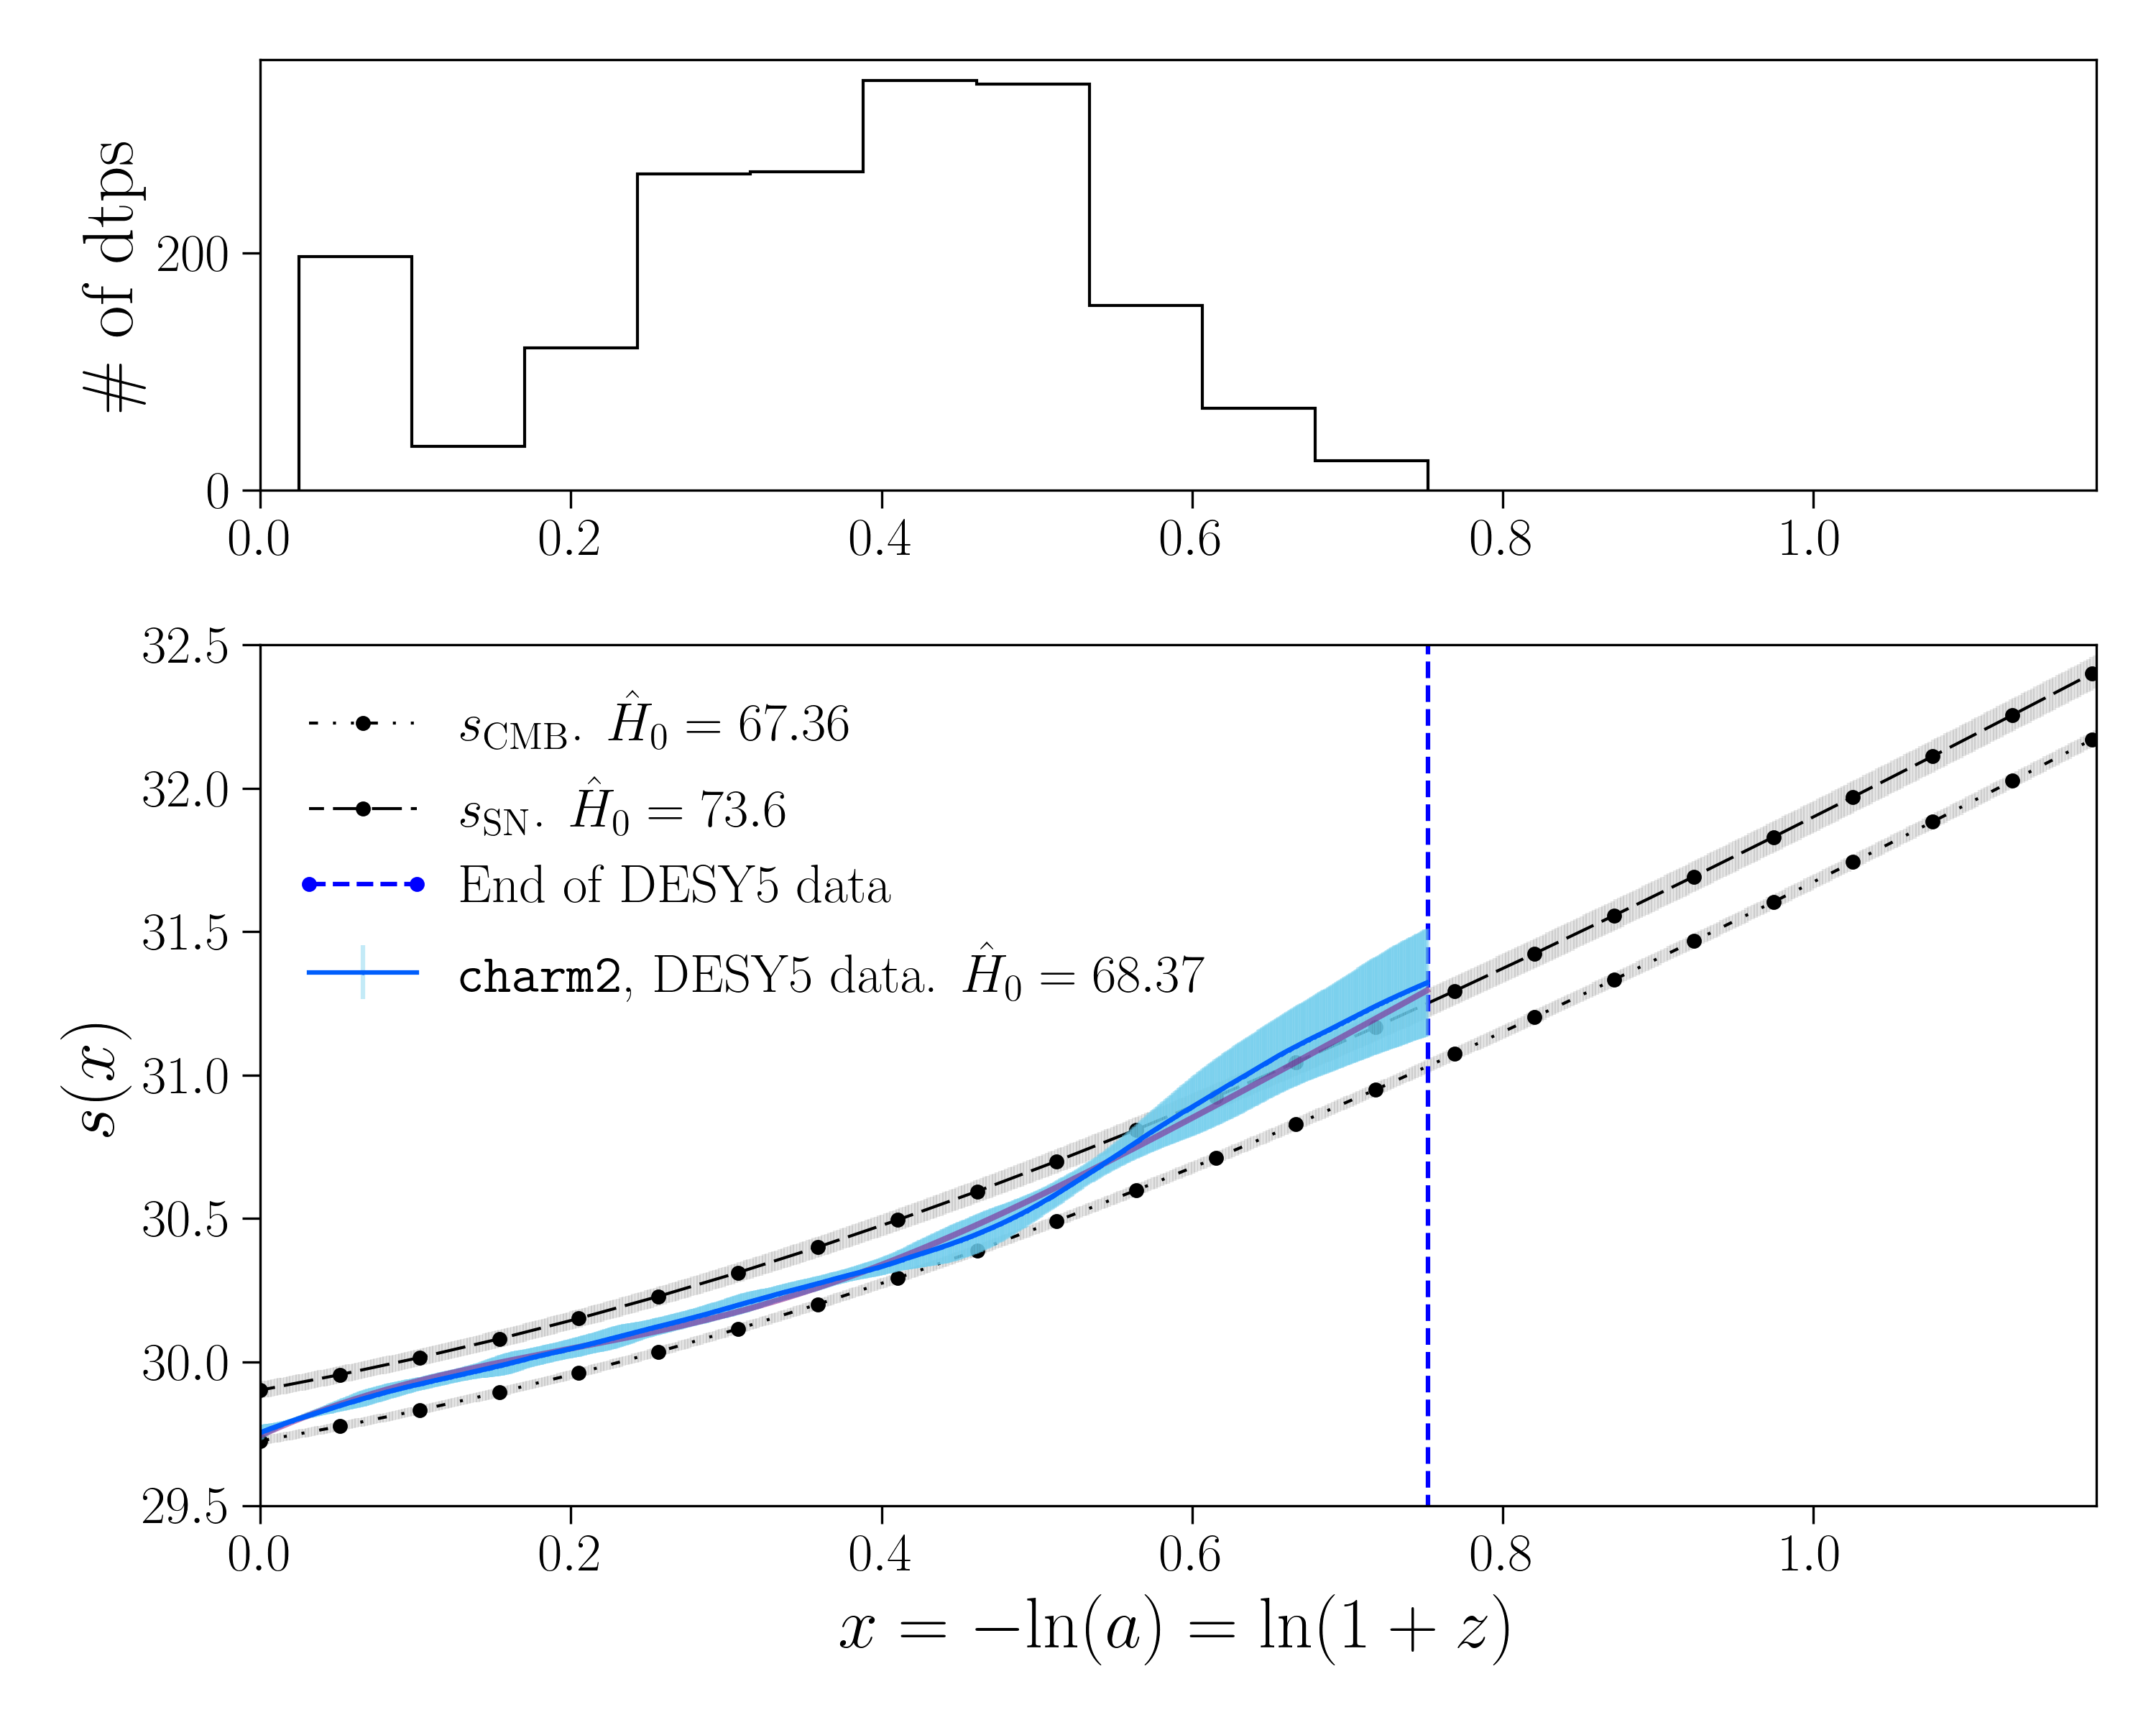 # of dtps
200
0
0.0 0.2 0.4 0.6 0.8 1.0
s(x)
32.5
32.0
31.5
31.0
30.5
30.0
29.5
s_CMB. Ĥ_0 = 67.36
s_SN. Ĥ_0 = 73.6
End of DESY5 data
charm2, DESY5 data. Ĥ_0 = 68.37
0.0 0.2 0.4 0.6 0.8 1.0
x = −ln(a) = ln(1 + z)